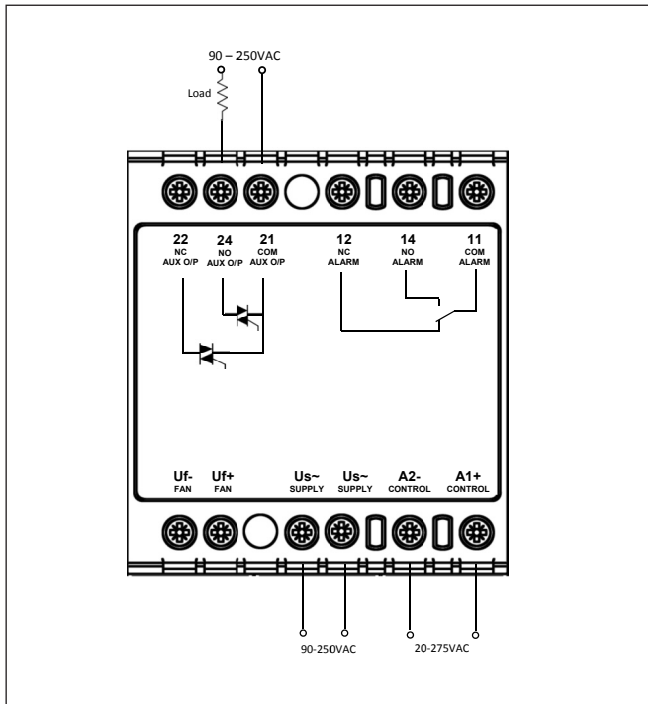 90 – 250VAC
Load
22 24 21 12 14 11
NC NO COM NC NO COM
AUX O/P AUX O/P AUX O/P ALARM ALARM ALARM
Uf- Uf+ Us~ Us~ A2- A1+
FAN FAN SUPPLY SUPPLY CONTROL CONTROL
90-250VAC 20-275VAC